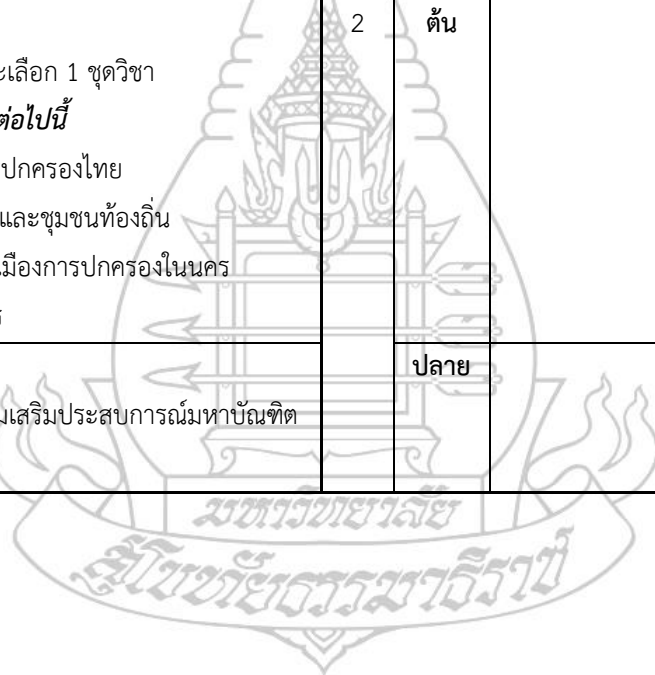 2 ต้น
ะเลือก 1 ชุดวิชา
ต่อไปนี้
ปกครองไทย
และชุมชนท้องถิ่น
เมืองการปกครองในนคร
ปลาย
มเสริมประสบการณ์มหาบัณฑิต
มหาวิทยาลัย
สุโขทัยธรรมาธิราช